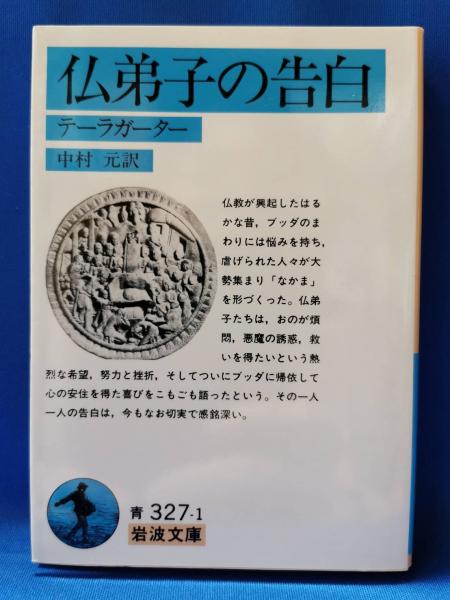 仏弟子の告白
テーラガーター
中村 元訳
仏教が興起したはる
かな昔，ブッダのま
わりには悩みを持ち，
虐げられた人々が大
勢集まり「なかま」
を形づくった。仏弟
子たちは，おのが煩
悶，悪魔の誘惑，救
いを得たいという熱
烈な希望，努力と挫折，そしてついにブッダに帰依して
心の安住を得た喜びをこもごも語ったという。その一人
一人の告白は，今もなお切実で感銘深い。
青 327-1
岩波文庫